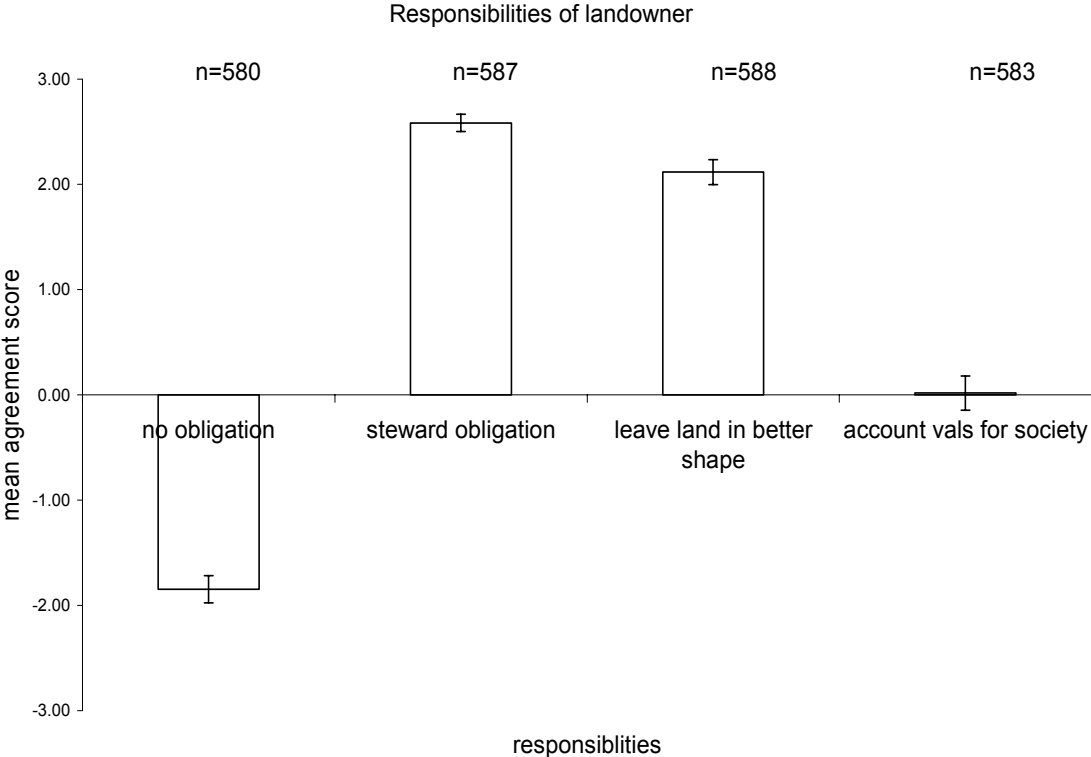 Responsibilities of landowner
n=580 n=587 n=588 n=583
3.00
2.00
1.00
0.00
-1.00
-2.00
-3.00
mean agreement score
no obligation steward obligation leave land in better account vals for society
shape
responsiblities